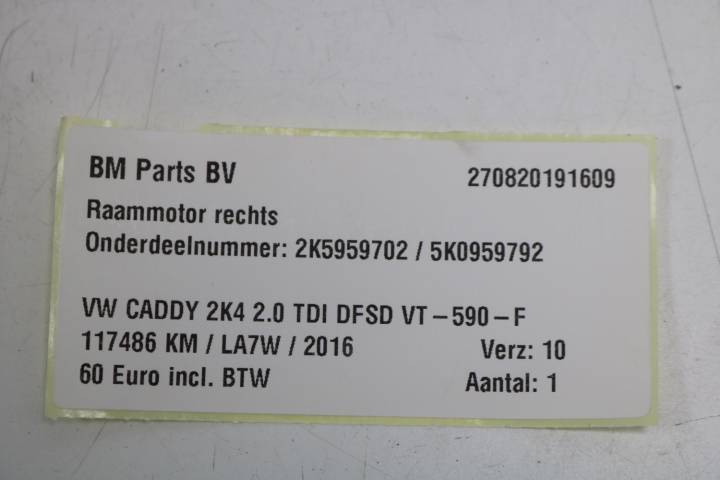 BM Parts BV 270820191609
Raammotor rechts
Onderdeelnummer: 2K5959702 / 5K0959792
VW CADDY 2K4 2.0 TDI DFSD VT-590-F
117486 KM / LA7W / 2016 Verz: 10
60 Euro incl. BTW Aantal: 1